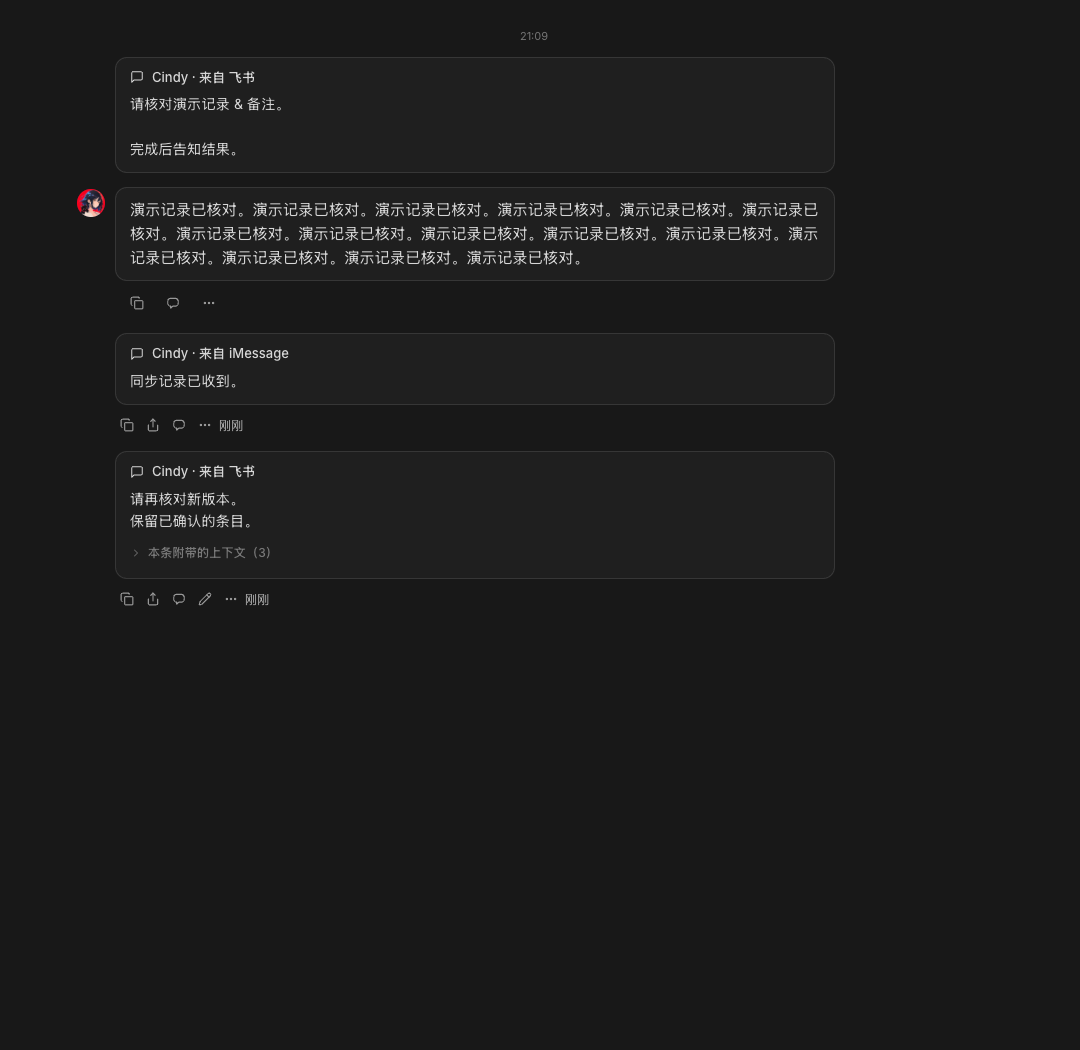 21:09
Cindy · 来自 飞书
请核对演示记录 & 备注。
完成后告知结果。
演示记录已核对。演示记录已核对。演示记录已核对。演示记录已核对。演示记录已核对。演示记录已
核对。演示记录已核对。演示记录已核对。演示记录已核对。演示记录已核对。演示记录已核对。演示
记录已核对。演示记录已核对。演示记录已核对。演示记录已核对。
Cindy · 来自 iMessage
同步记录已收到。
刚刚
Cindy · 来自 飞书
请再核对新版本。
保留已确认的条目。
本条附带的上下文（3）
刚刚